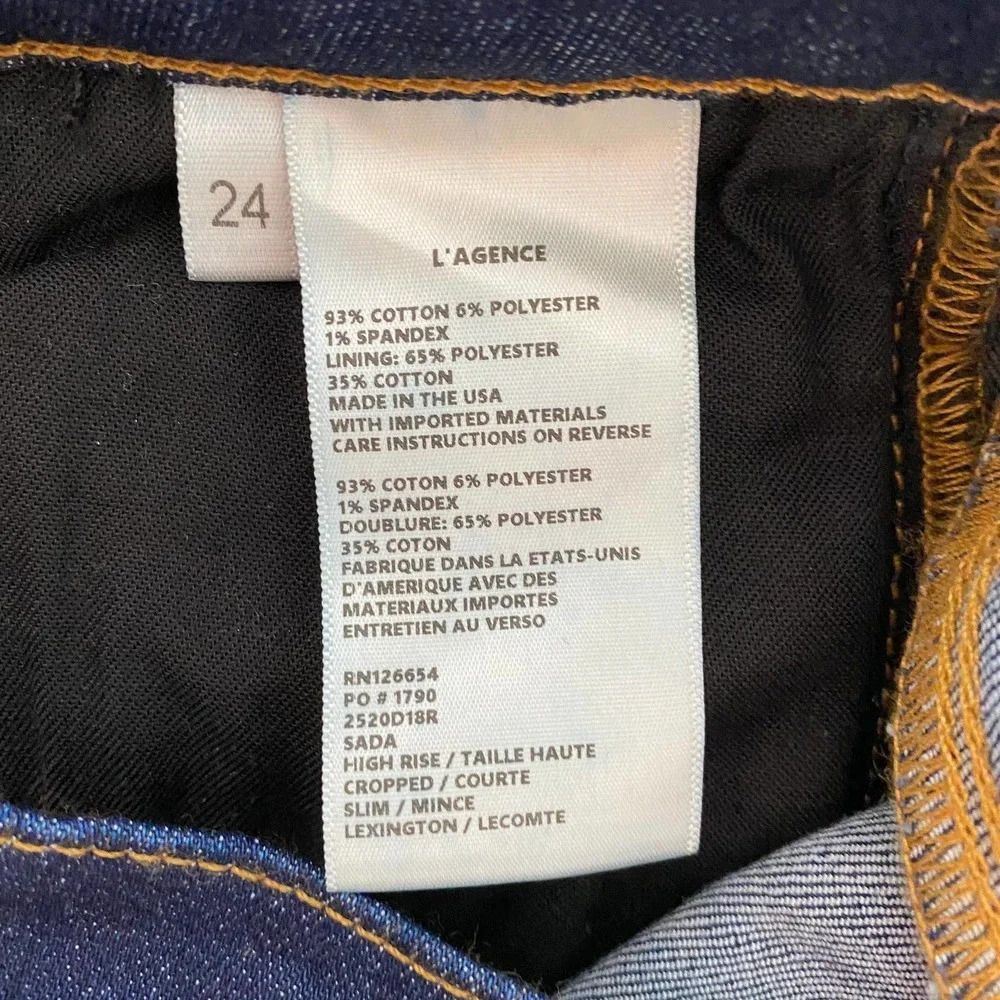 24
L'AGENCE
93% COTTON 6% POLYESTER
1% SPANDEX
LINING: 65% POLYESTER
35% COTTON
MADE IN THE USA
WITH IMPORTED MATERIALS
CARE INSTRUCTIONS ON REVERSE
93% COTON 6% POLYESTER
1% SPANDEX
DOUBLURE: 65% POLYESTER
35% COTON
FABRIQUE DANS LA ETATS-UNIS
D'AMERIQUE AVEC DES
MATERIAUX IMPORTES
ENTRETIEN AU VERSO
RN126654
PO # 1790
2520D18R
SADA
HIGH RISE / TAILLE HAUTE
CROPPED / COURTE
SLIM / MINCE
LEXINGTON / LECOMTE